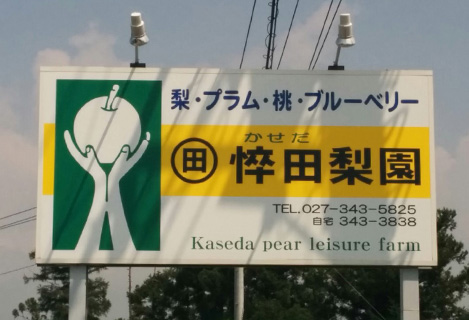 梨・プラム・桃・ブルーベリー
かせだ
田 悴田梨園
TEL.027-343-5825
自宅 343-3838
Kaseda pear leisure farm